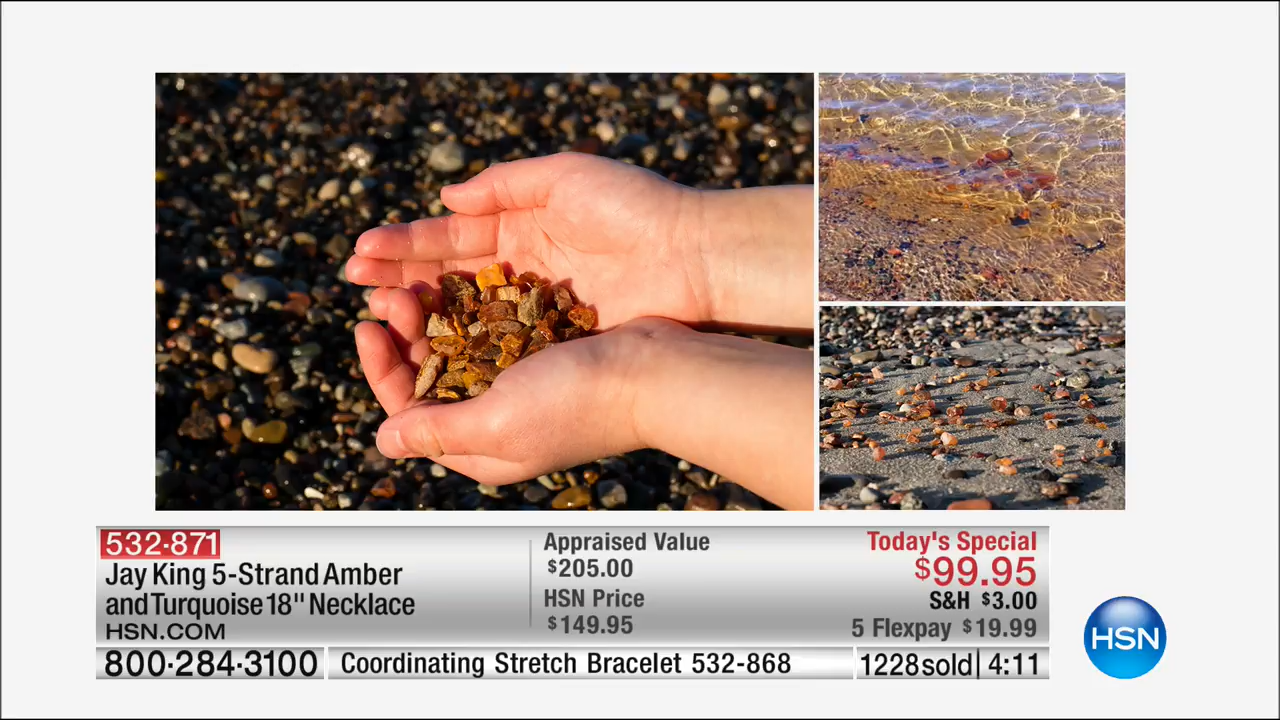 532-871
Jay King 5-Strand Amber
and Turquoise 18" Necklace
HSN.COM
Appraised Value
$205.00
HSN Price
$149.95
Today's Special
$99.95
S&H $3.00
5 Flexpay $19.99
800-284-3100
Coordinating Stretch Bracelet 532-868
1228 sold 4:11
HSN